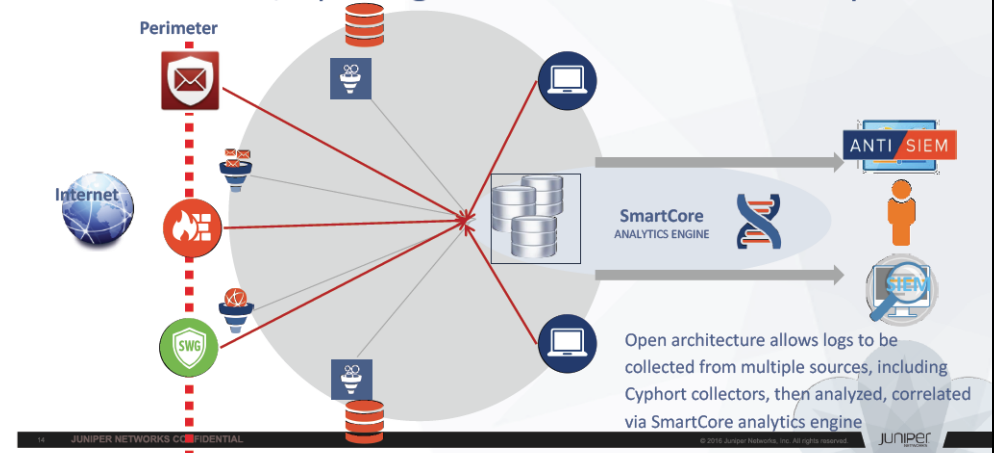 Perimeter
Internet
SWG
SmartCore
ANALYTICS ENGINE
ANTI SIEM
SIEM
Open architecture allows logs to be
collected from multiple sources, including
Cyphort collectors, then analyzed, correlated
via SmartCore analytics engine
14 JUNIPER NETWORKS CONFIDENTIAL
© 2016 Juniper Networks, Inc. All rights reserved.
JUNIPER
NETWORKS